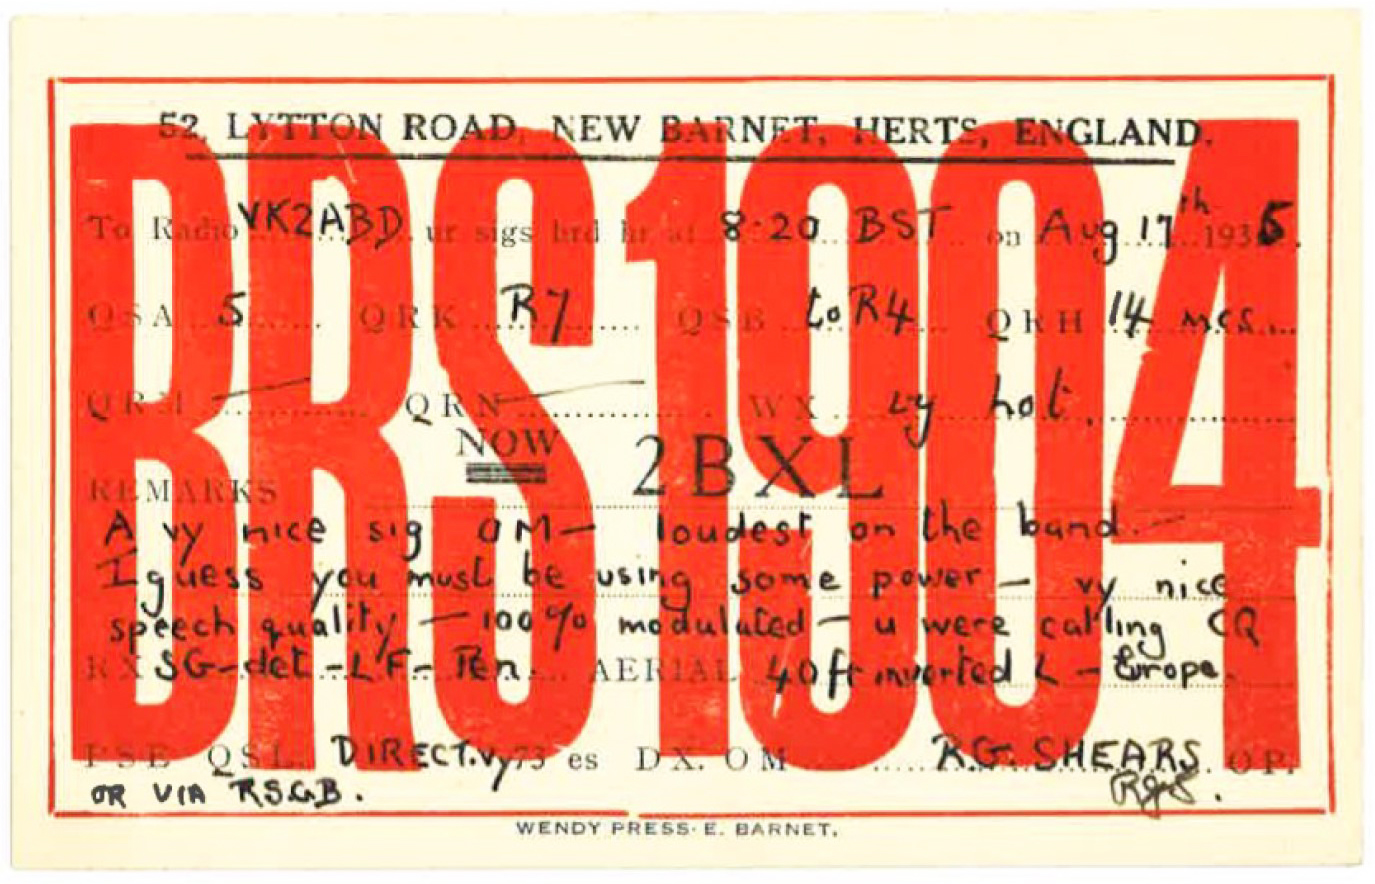 BRS 1904
52, LYTTON ROAD, NEW BARNET, HERTS, ENGLAND.
To Radio VK2ABD ur sigs hrd hr at 8.20 BST on Aug 17th 1935.
QSA 5 QRK R7 QSB to R4 QRH 14 mcs
QRM — QRN — WX vy hot.
NOW 2BXL
REMARKS
A vy nice sig OM — loudest on the band —
I guess you must be using some power — vy nice
speech quality — 100% modulated — u were calling CQ
RX SG-det-LF-Pen. AERIAL 40ft inverted L - Europe.
PSE QSL DIRECT. vy 73 es DX. OM R.G. SHEARS OP.
OR VIA RSGB. RGS.
WENDY PRESS· E. BARNET.